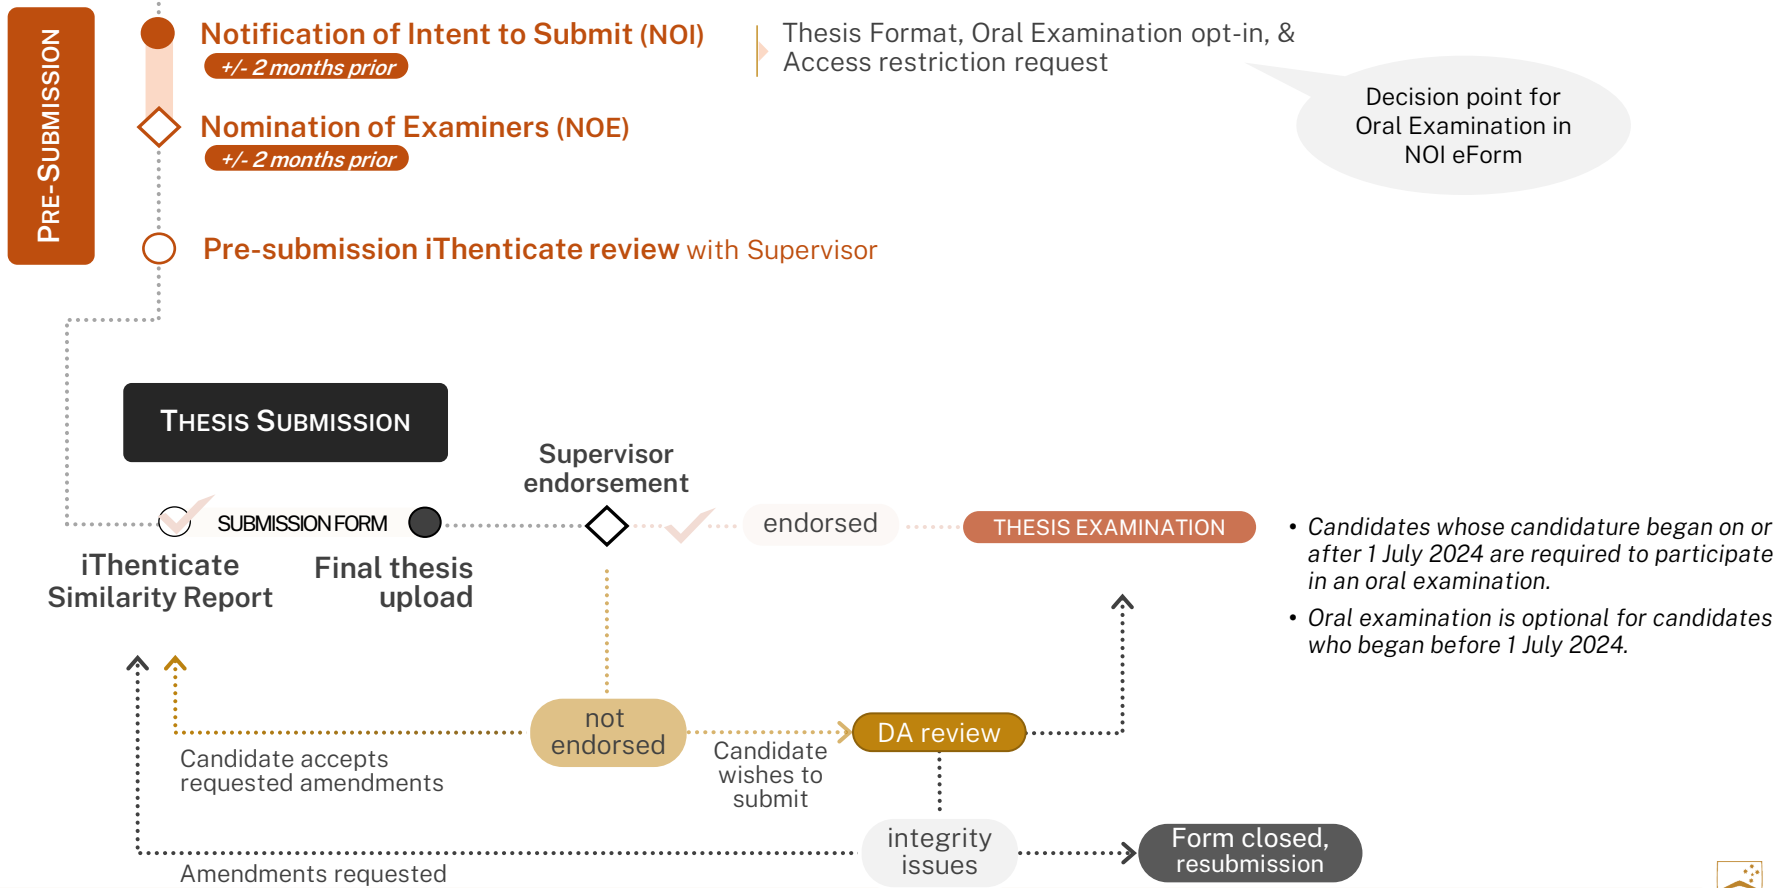 PRE-SUBMISSION
Notification of Intent to Submit (NOI)
+/- 2 months prior
Thesis Format, Oral Examination opt-in, &
Access restriction request
Decision point for
Oral Examination in
NOI eForm
Nomination of Examiners (NOE)
+/- 2 months prior
Pre-submission iThenticate review with Supervisor
THESIS SUBMISSION
Supervisor
endorsement
SUBMISSION FORM
endorsed
THESIS EXAMINATION
iThenticate
Similarity Report
Final thesis
upload
• Candidates whose candidature began on or
after 1 July 2024 are required to participate
in an oral examination.
• Oral examination is optional for candidates
who began before 1 July 2024.
not
endorsed
DA review
Candidate accepts
requested amendments
Candidate
wishes to
submit
integrity
issues
Form closed,
resubmission
Amendments requested